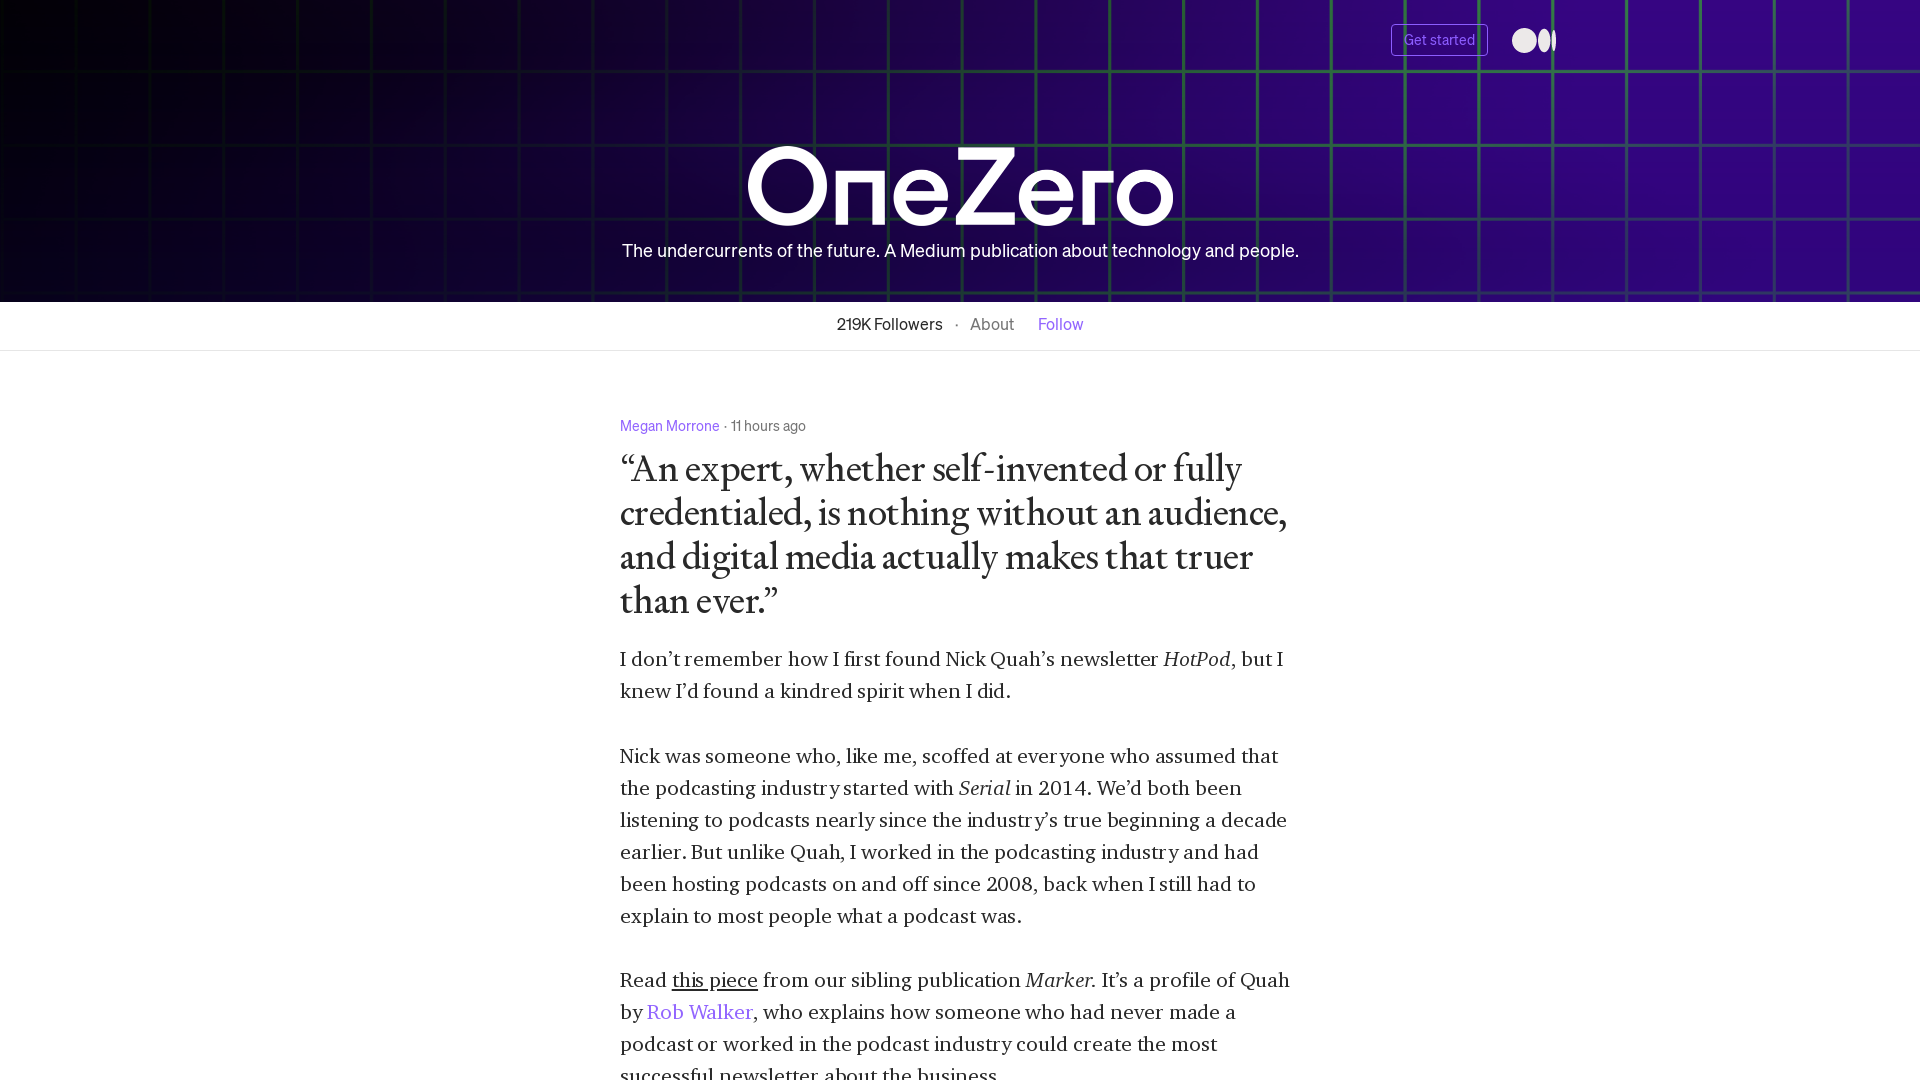 Get started
OneZero
The undercurrents of the future. A Medium publication about technology and people.
219K Followers · About Follow
Megan Morrone · 11 hours ago
“An expert, whether self-invented or fully
credentialed, is nothing without an audience,
and digital media actually makes that truer
than ever.”
I don’t remember how I first found Nick Quah’s newsletter HotPod, but I
knew I’d found a kindred spirit when I did.
Nick was someone who, like me, scoffed at everyone who assumed that
the podcasting industry started with Serial in 2014. We’d both been
listening to podcasts nearly since the industry’s true beginning a decade
earlier. But unlike Quah, I worked in the podcasting industry and had
been hosting podcasts on and off since 2008, back when I still had to
explain to most people what a podcast was.
Read this piece from our sibling publication Marker. It’s a profile of Quah
by Rob Walker, who explains how someone who had never made a
podcast or worked in the podcast industry could create the most
successful newsletter about the business.